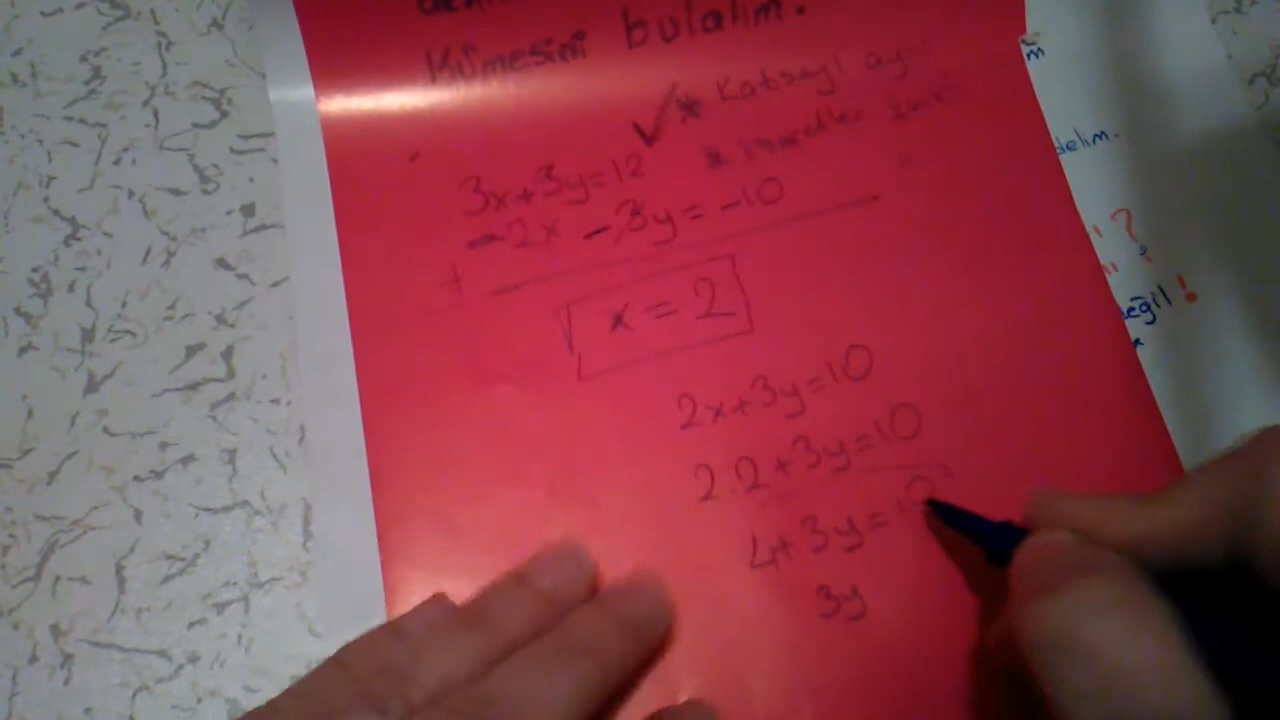 Kümesini bulalım.
✓ * Katsayı
3x+3y=12
-2x-3y=-10
+
x=2
2x+3y=10
2.2+3y=10
4+3y=10
3y
delim.
?
değil!